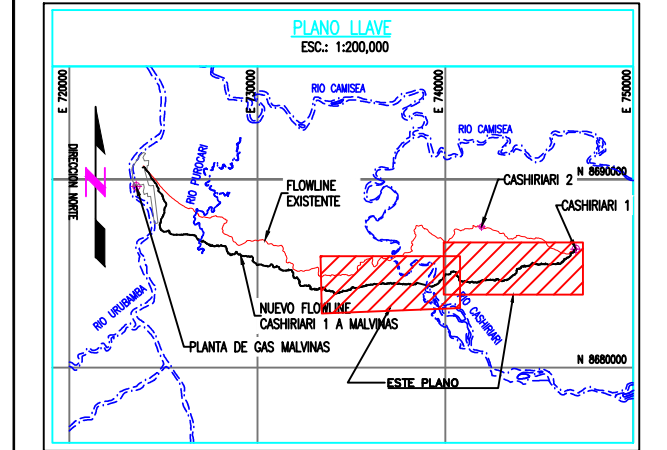 PLANO LLAVE
ESC.: 1:200,000
E 720000
E 730000
E 740000
E 750000
RIO CAMISEA
RIO CAMISEA
DIRECCION NORTE
RIO PUROCARI
N 8690000
FLOWLINE
EXISTENTE
CASHIRIARI 2
CASHIRIARI 1
NUEVO FLOWLINE
CASHIRIARI 1 A MALVINAS
RIO CASHIRIARI
RIO URUBAMBA
PLANTA DE GAS MALVINAS
N 8680000
ESTE PLANO